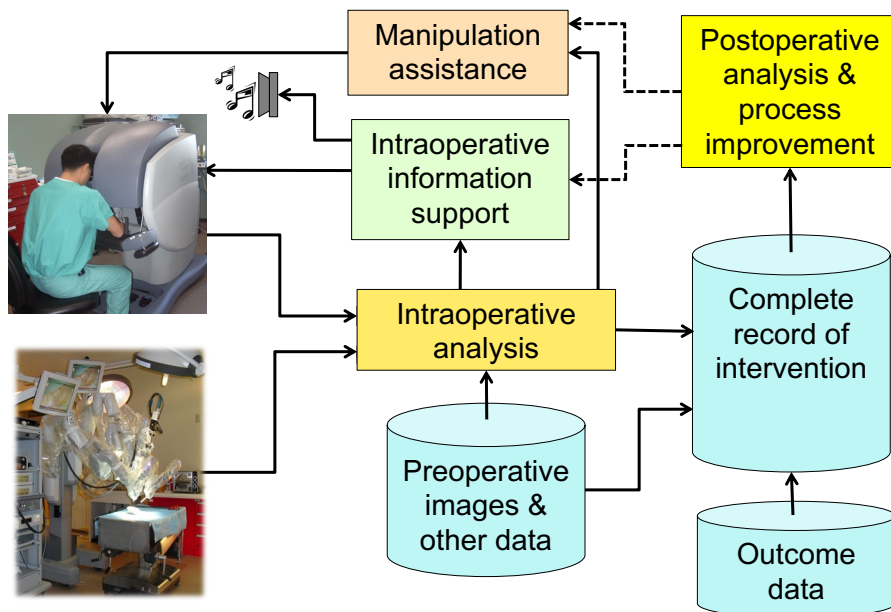 Manipulation
assistance
Postoperative
analysis &
process
improvement
Intraoperative
information
support
Intraoperative
analysis
Complete
record of
intervention
Preoperative
images &
other data
Outcome
data